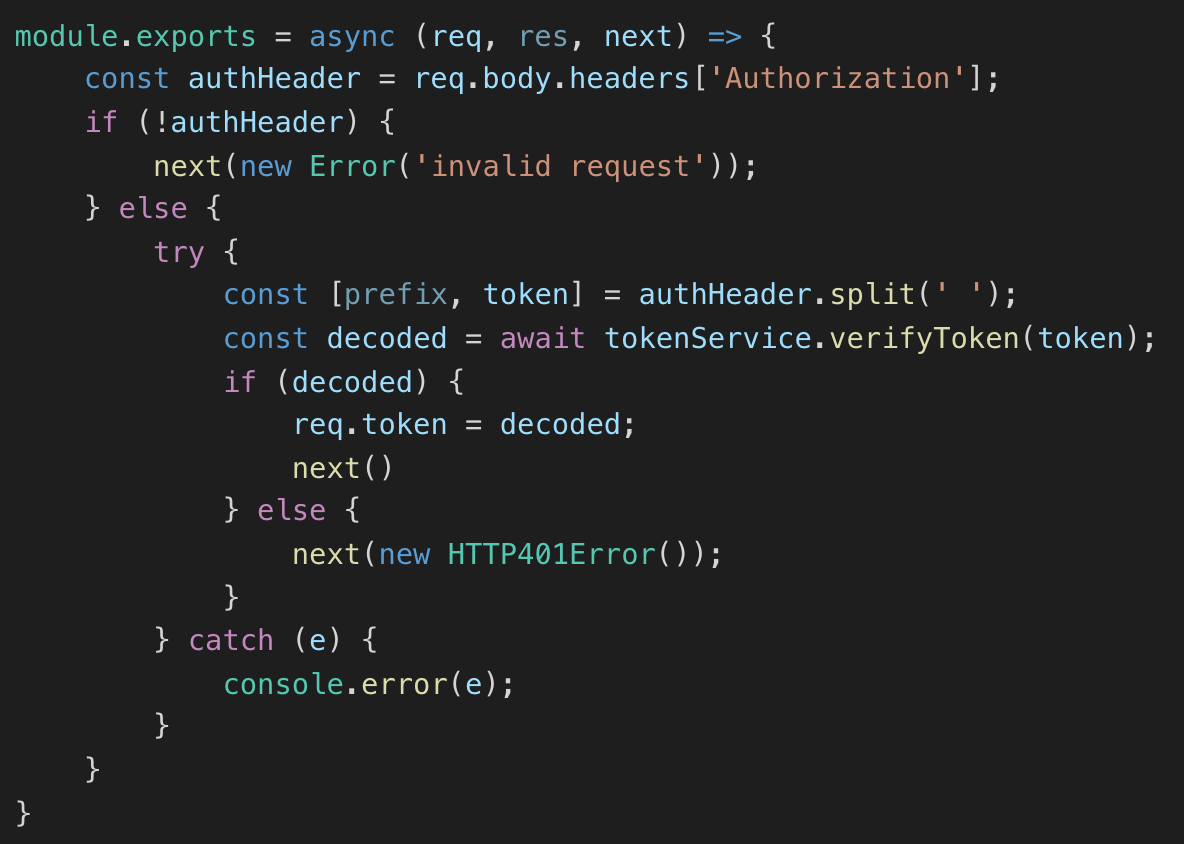 module.exports = async (req, res, next) => {
    const authHeader = req.body.headers['Authorization'];
    if (!authHeader) {
        next(new Error('invalid request'));
    } else {
        try {
            const [prefix, token] = authHeader.split(' ');
            const decoded = await tokenService.verifyToken(token);
            if (decoded) {
                req.token = decoded;
                next()
            } else {
                next(new HTTP401Error());
            }
        } catch (e) {
            console.error(e);
        }
    }
}